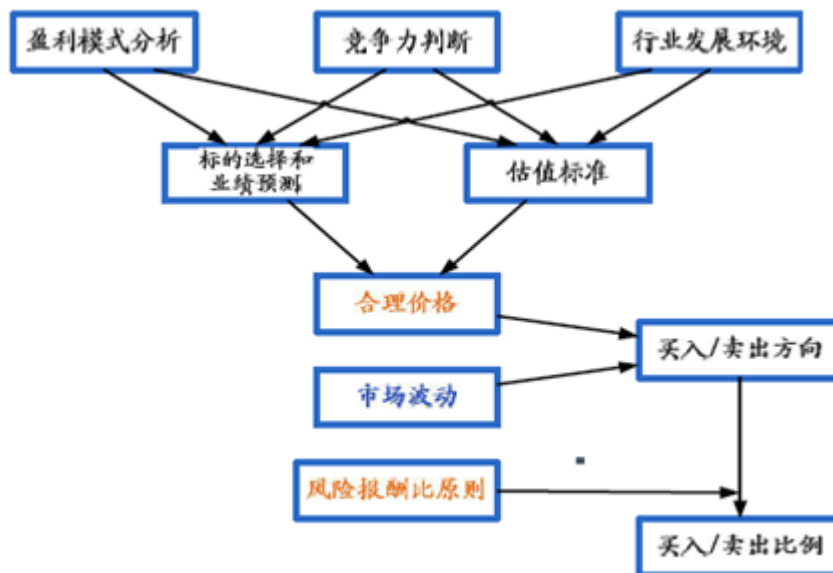 盈利模式分析
竞争力判断
行业发展环境
标的选择和
业绩预测
估值标准
合理价格
买入/卖出方向
市场波动
风险报酬比原则
买入/卖出比例